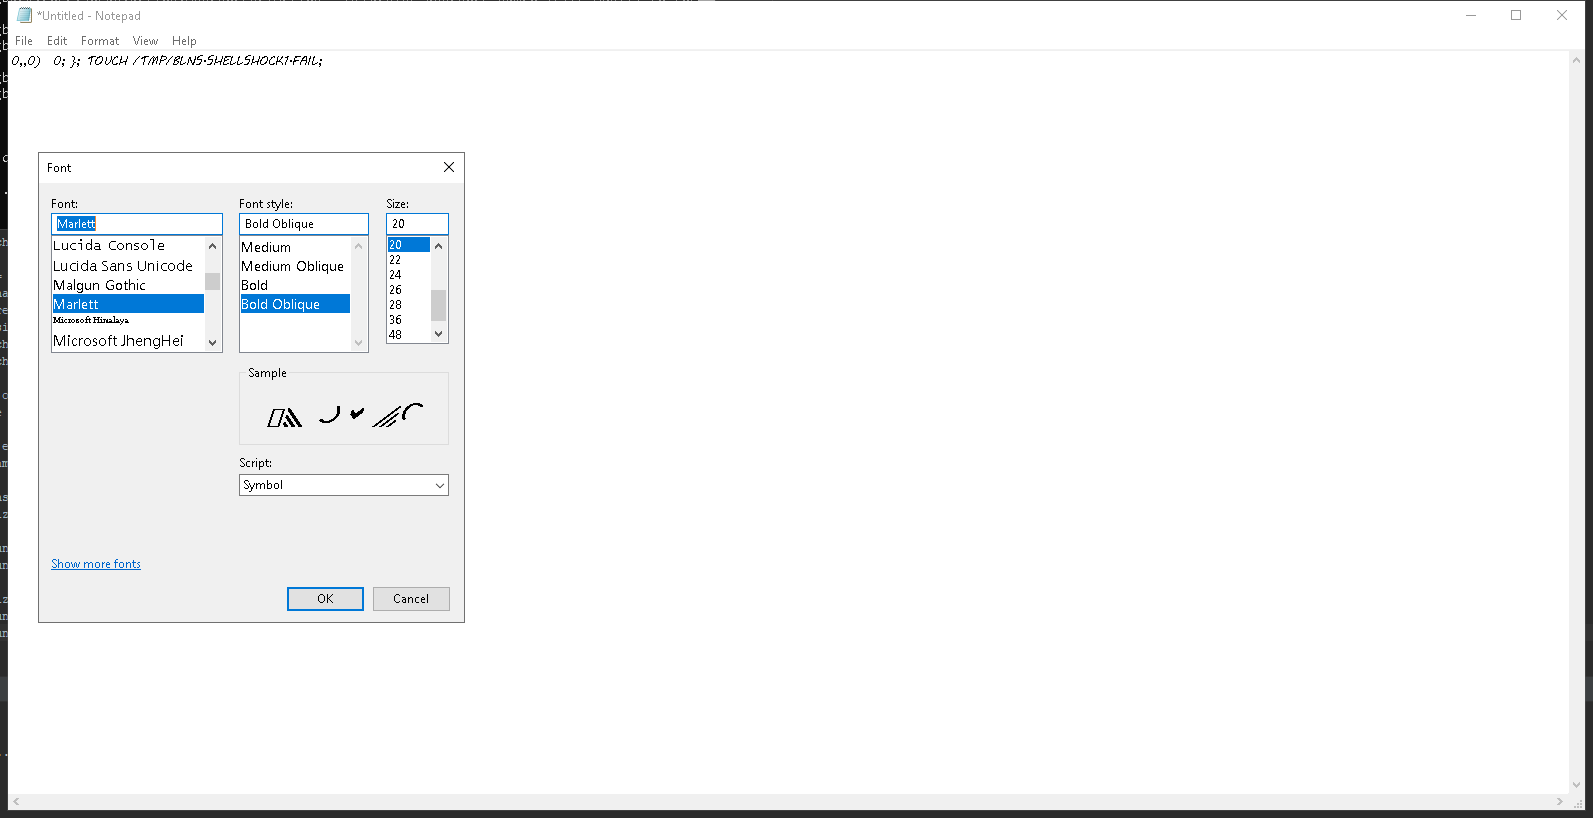 *Untitled - Notepad
File Edit Format View Help
0,,0) 0; }; TOUCH /TMP/BLNS.SHELLSHOCK1.FAIL;
Font
Font: Font style: Size:
Marlett Bold Oblique 20
Lucida Console Medium 20
Lucida Sans Unicode Medium Oblique 22
Malgun Gothic Bold 24
Marlett Bold Oblique 26
Microsoft Himalaya 28
Microsoft JhengHei 36
48
Sample
Script:
Symbol
Show more fonts
OK Cancel